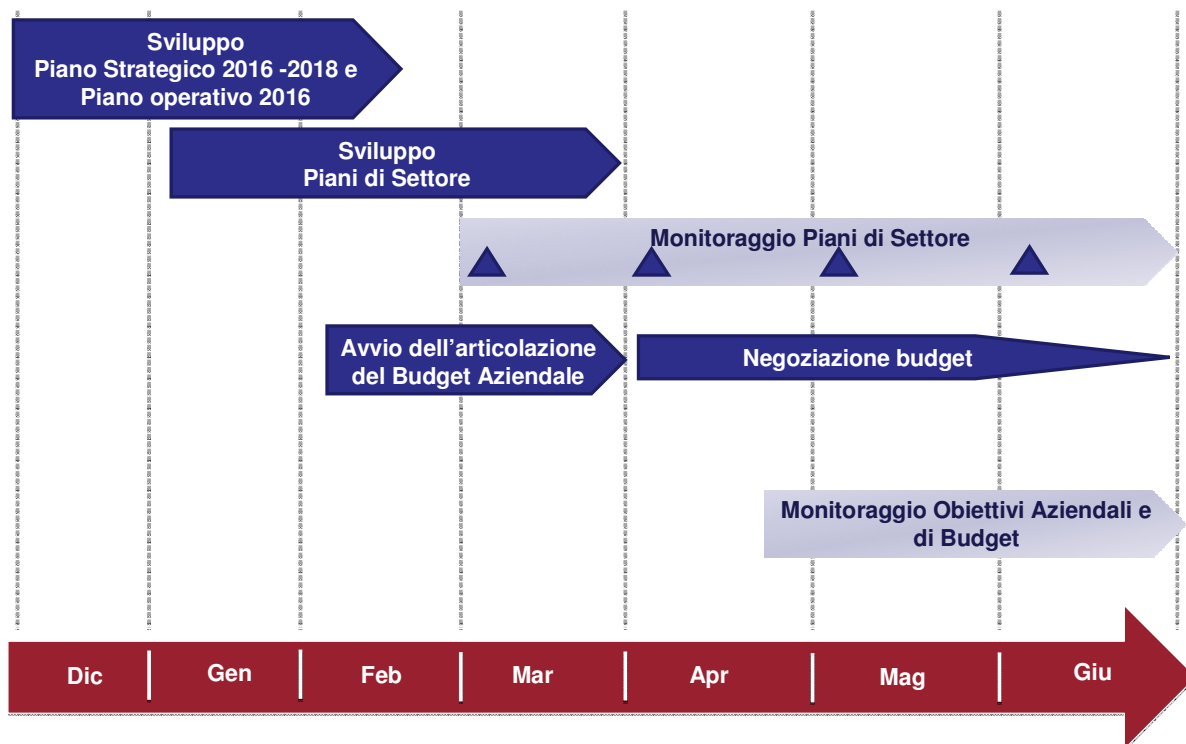 Sviluppo
Piano Strategico 2016 -2018 e
Piano operativo 2016
Sviluppo
Piani di Settore
Monitoraggio Piani di Settore
Avvio dell’articolazione
del Budget Aziendale
Negoziazione budget
Monitoraggio Obiettivi Aziendali e
di Budget
Dic Gen Feb Mar Apr Mag Giu